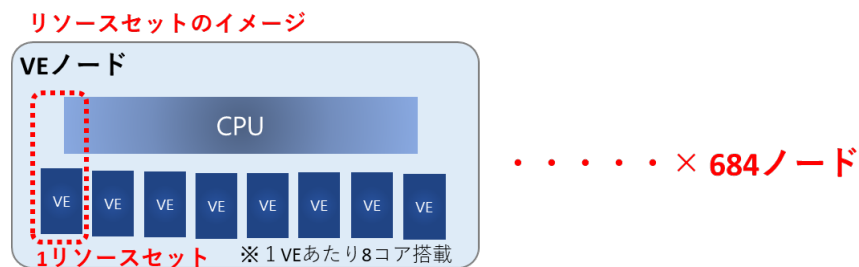 リソースセットのイメージ
VEノード
CPU
・・・・・× 684ノード
VE VE VE VE VE VE VE VE
1リソースセット ※１VEあたり8コア搭載